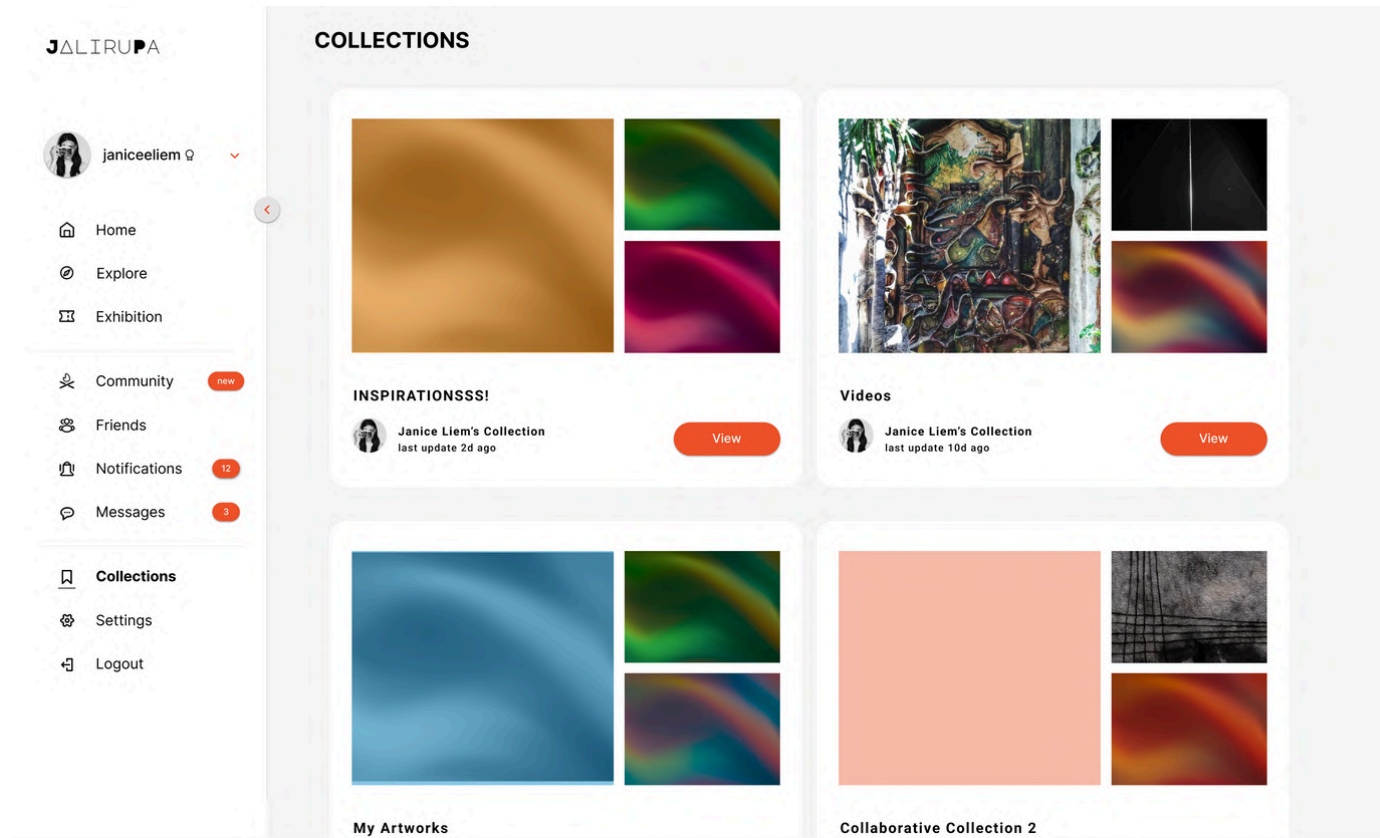 JALIRUPA
COLLECTIONS
janiceeliem
Home
Explore
Exhibition
Community new
Friends
Notifications 12
Messages 3
Collections
Settings
Logout
INSPIRATIONSSS!
Janice Liem's Collection
last update 2d ago
View
Videos
Janice Liem's Collection
last update 10d ago
View
My Artworks
Collaborative Collection 2